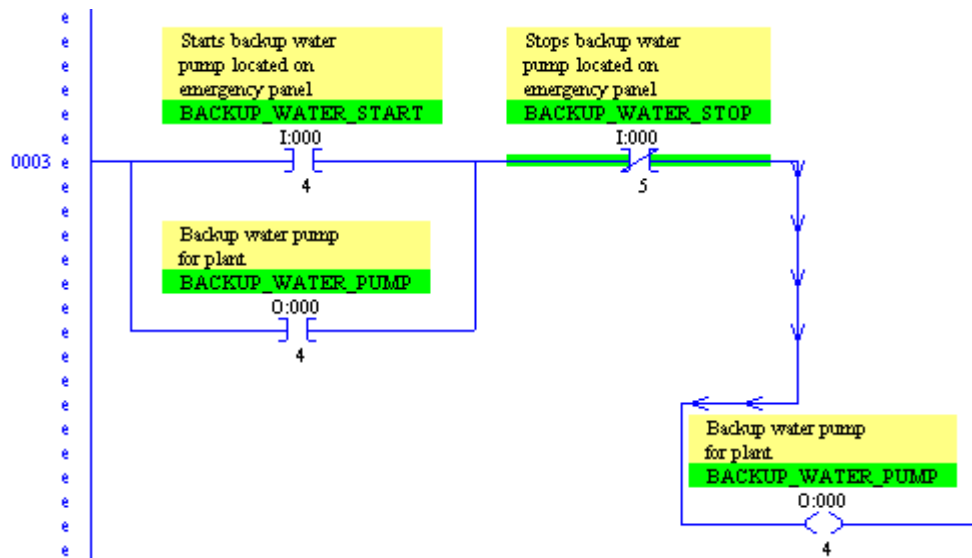 e
e
Starts backup water
pump located on
emergency panel
BACKUP_WATER_START
I:000
4
Stops backup water
pump located on
emergency panel
BACKUP_WATER_STOP
I:000
5
e
e
e
e
0003 e
e
e
e
Backup water pump
for plant
BACKUP_WATER_PUMP
O:000
4
e
e
e
e
e
e
e
e
e
e
Backup water pump
for plant
BACKUP_WATER_PUMP
O:000
4
e
e
e
e
e